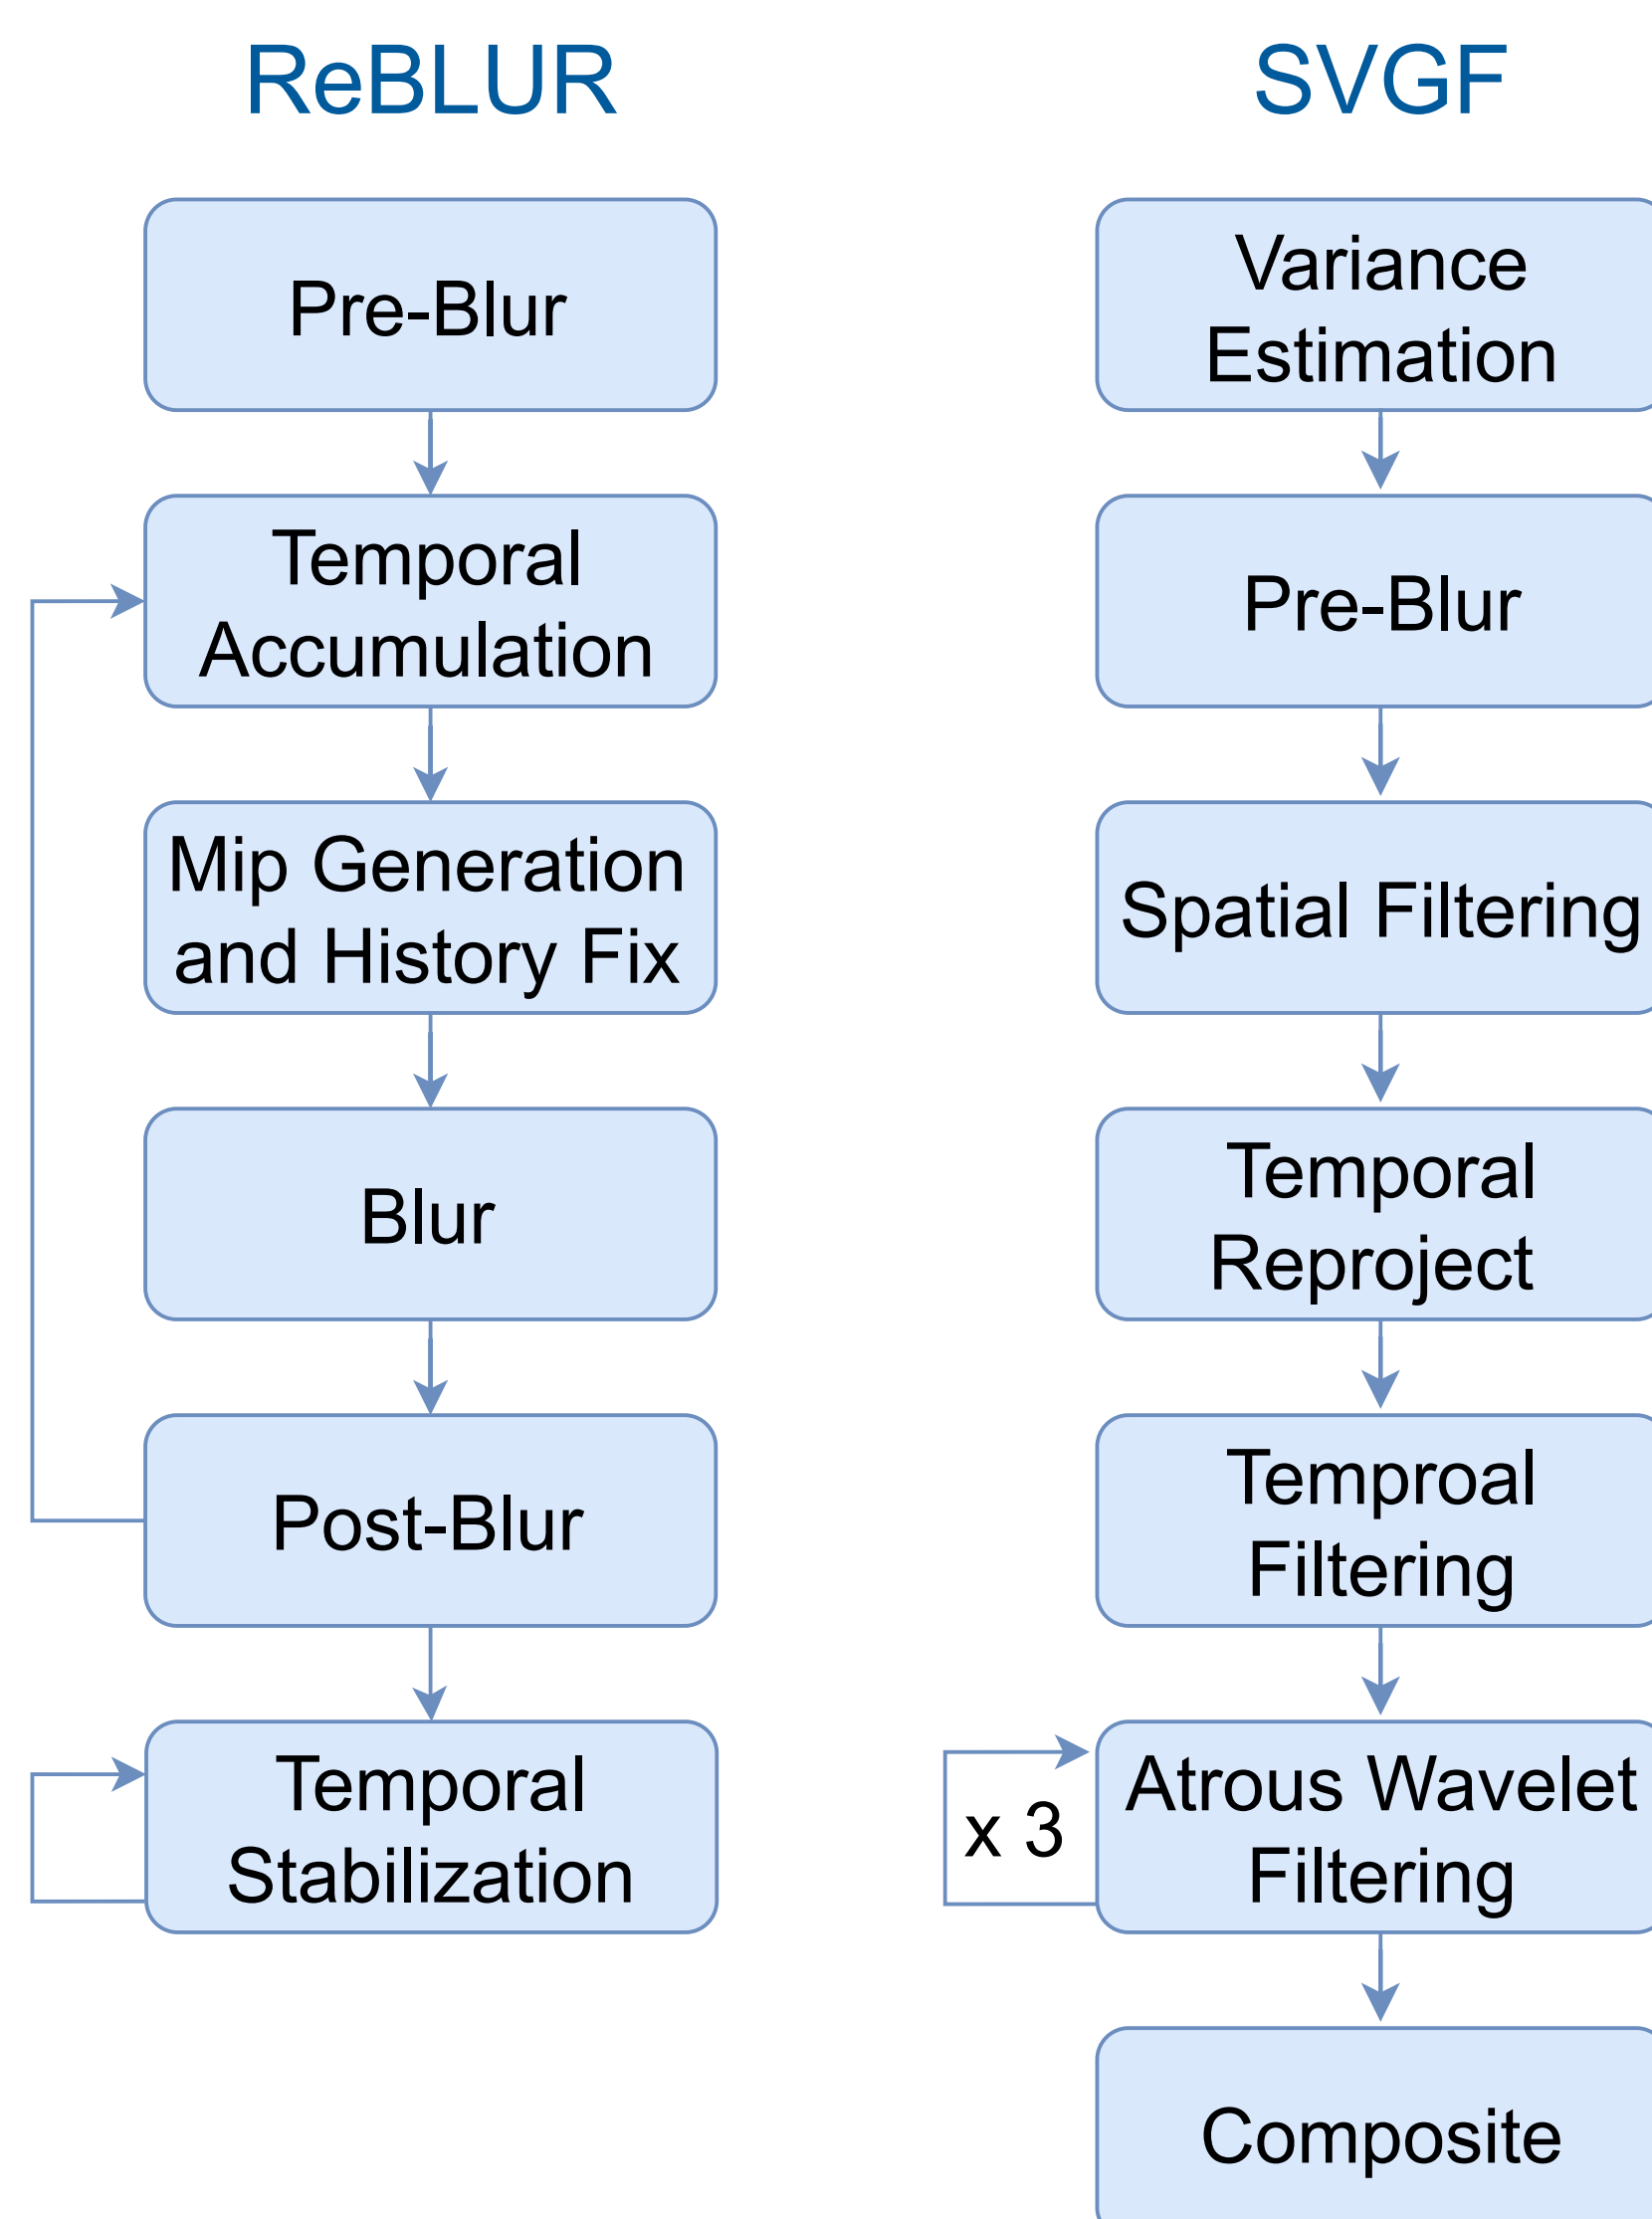 ReBLUR
Pre-Blur
Temporal
Accumulation
Mip Generation
and History Fix
Blur
Post-Blur
Temporal
Stabilization
SVGF
Variance
Estimation
Pre-Blur
Spatial Filtering
Temporal
Reproject
Temproal
Filtering
x 3
Atrous Wavelet
Filtering
Composite